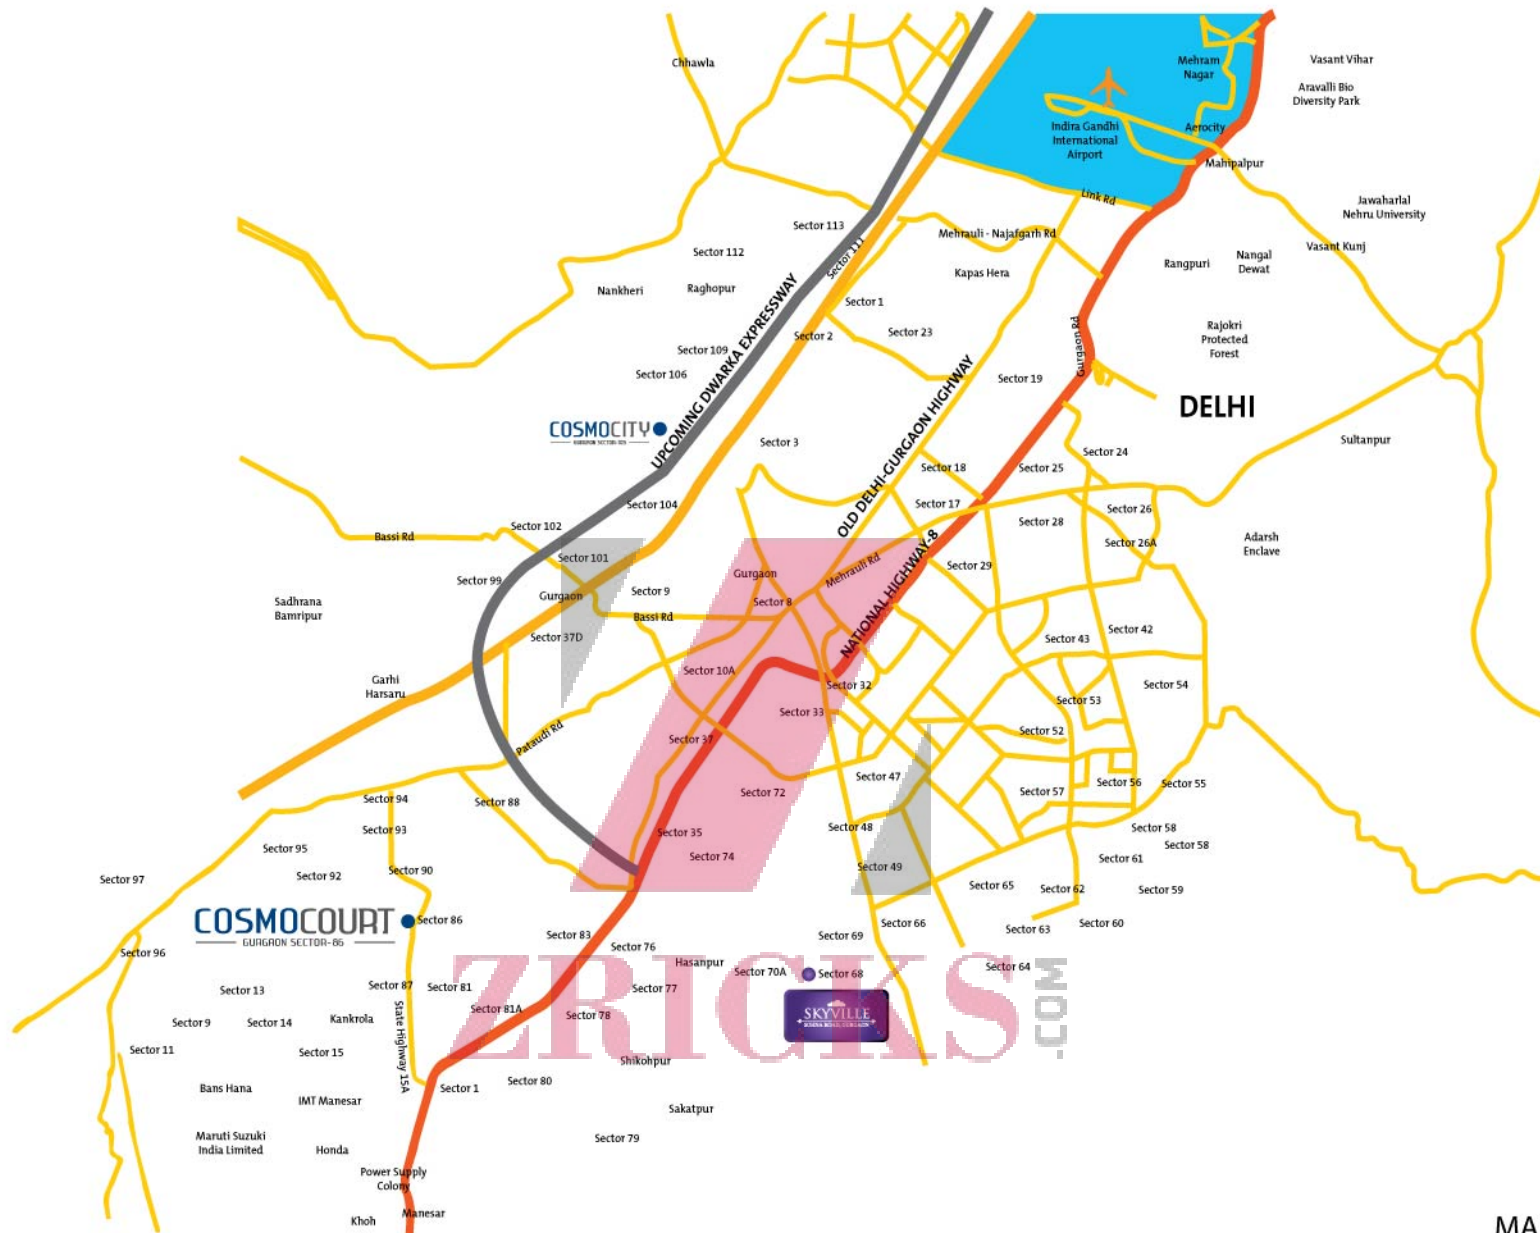 Chhawla
Mehram
Nagar
Vasant Vihar
Aravalli Bio
Diversity Park
Indira Gandhi
International
Airport
Aerocity
Mahipalpur
Link Rd
Jawaharlal
Nehru University
Sector 113
Sector 111
Mehrauli - Najafgarh Rd
Vasant Kunj
Sector 112
Rangpuri
Nangal
Dewat
Kapas Hera
Nankheri
Raghopur
UPCOMING DWARKA EXPRESSWAY
Sector 1
Sector 2
Sector 23
Gurgaon Rd
Rajokri
Protected
Forest
Sector 109
Sector 106
Sector 19
OLD DELHI-GURGAON HIGHWAY
DELHI
COSMOCITY
GURGAON SECTOR-105
Sector 3
Sultanpur
Sector 24
Sector 18
Sector 25
Sector 104
Sector 17
Sector 26
Sector 102
Sector 28
Bassi Rd
Sector 26A
Adarsh
Enclave
Sector 101
Mehrauli Rd
NATIONAL HIGHWAY-8
Sector 29
Gurgaon
Sector 99
Sector 9
Gurgaon
Sector 8
Sadhrana
Bamripur
Bassi Rd
Sector 42
Sector 37D
Sector 43
Sector 10A
Garhi
Harsaru
Sector 32
Sector 54
Sector 53
Sector 33
Pataudi Rd
Sector 37
Sector 52
Sector 47
Sector 56
Sector 55
Sector 72
Sector 57
Sector 94
Sector 88
Sector 93
Sector 35
Sector 48
Sector 58
Sector 95
Sector 58
Sector 74
Sector 61
Sector 49
Sector 97
Sector 92
Sector 90
Sector 65
Sector 62
Sector 59
COSMOCOURT
GURGAON SECTOR-86
Sector 86
Sector 66
Sector 63
Sector 60
Sector 83
Sector 76
Sector 69
Sector 96
Hasanpur
Sector 70A
Sector 68
Sector 64
Sector 13
Sector 87
Sector 81
Sector 77
ZRICKS
.COM
State Highway 15A
Sector 81A
Sector 78
SKYVILLE
SOHNA ROAD, GURGAON
Sector 9
Sector 14
Kankrola
Sector 11
Sector 15
Shikohpur
Bans Hana
Sector 1
Sector 80
IMT Manesar
Sakatpur
Maruti Suzuki
India Limited
Honda
Sector 79
Power Supply
Colony
Khoh
Manesar
MA